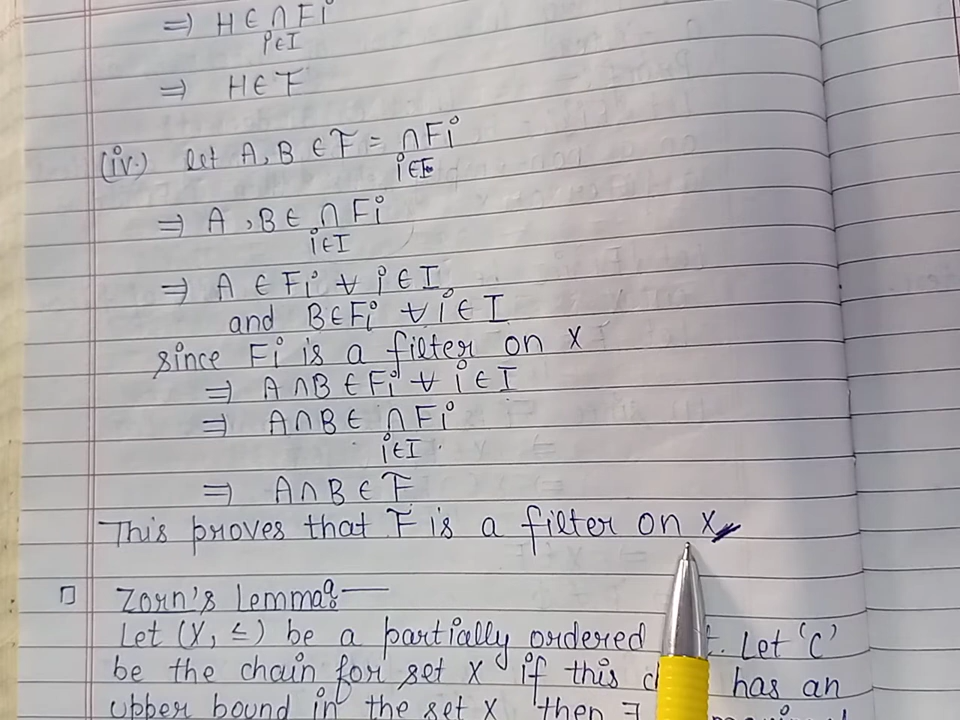 ⇒ H ∈ ∩ Fi
i∈I
⇒ H ∈ F
(iv.) let A, B ∈ F = ∩ Fi
i∈I
⇒ A, B ∈ ∩ Fi
i∈I
⇒ A ∈ Fi ∀ i ∈ I
and B ∈ Fi ∀ i ∈ I
since Fi is a filter on X
⇒ A ∩ B ∈ Fi ∀ i ∈ I
⇒ A ∩ B ∈ ∩ Fi
i∈I
⇒ A ∩ B ∈ F
This proves that F is a filter on X
Zorn's Lemma:—
Let (X, ≤) be a partially ordered Let 'C'
be the chain for set X if this has an
upper bound in the set X then ∃